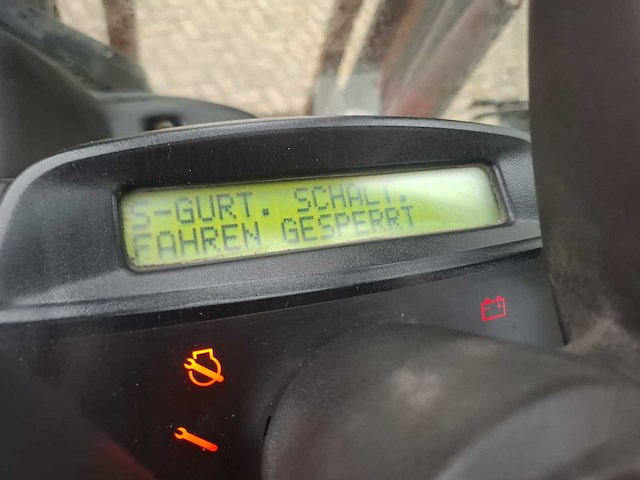 S-GURT. SCHALT.
FAHREN GESPERRT